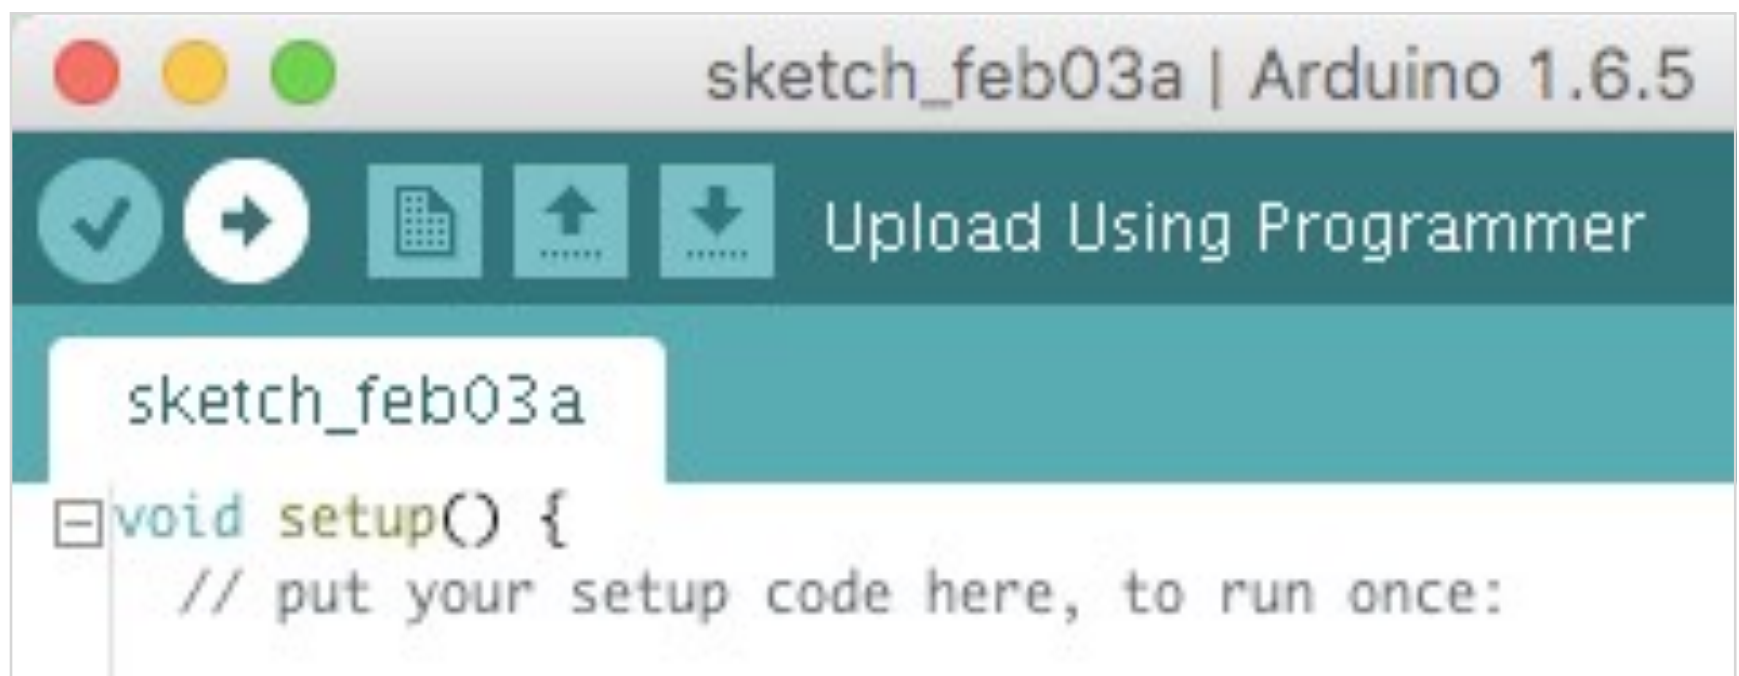 sketch_feb03a | Arduino 1.6.5
Upload Using Programmer
sketch_feb03a
void setup() {
// put your setup code here, to run once: